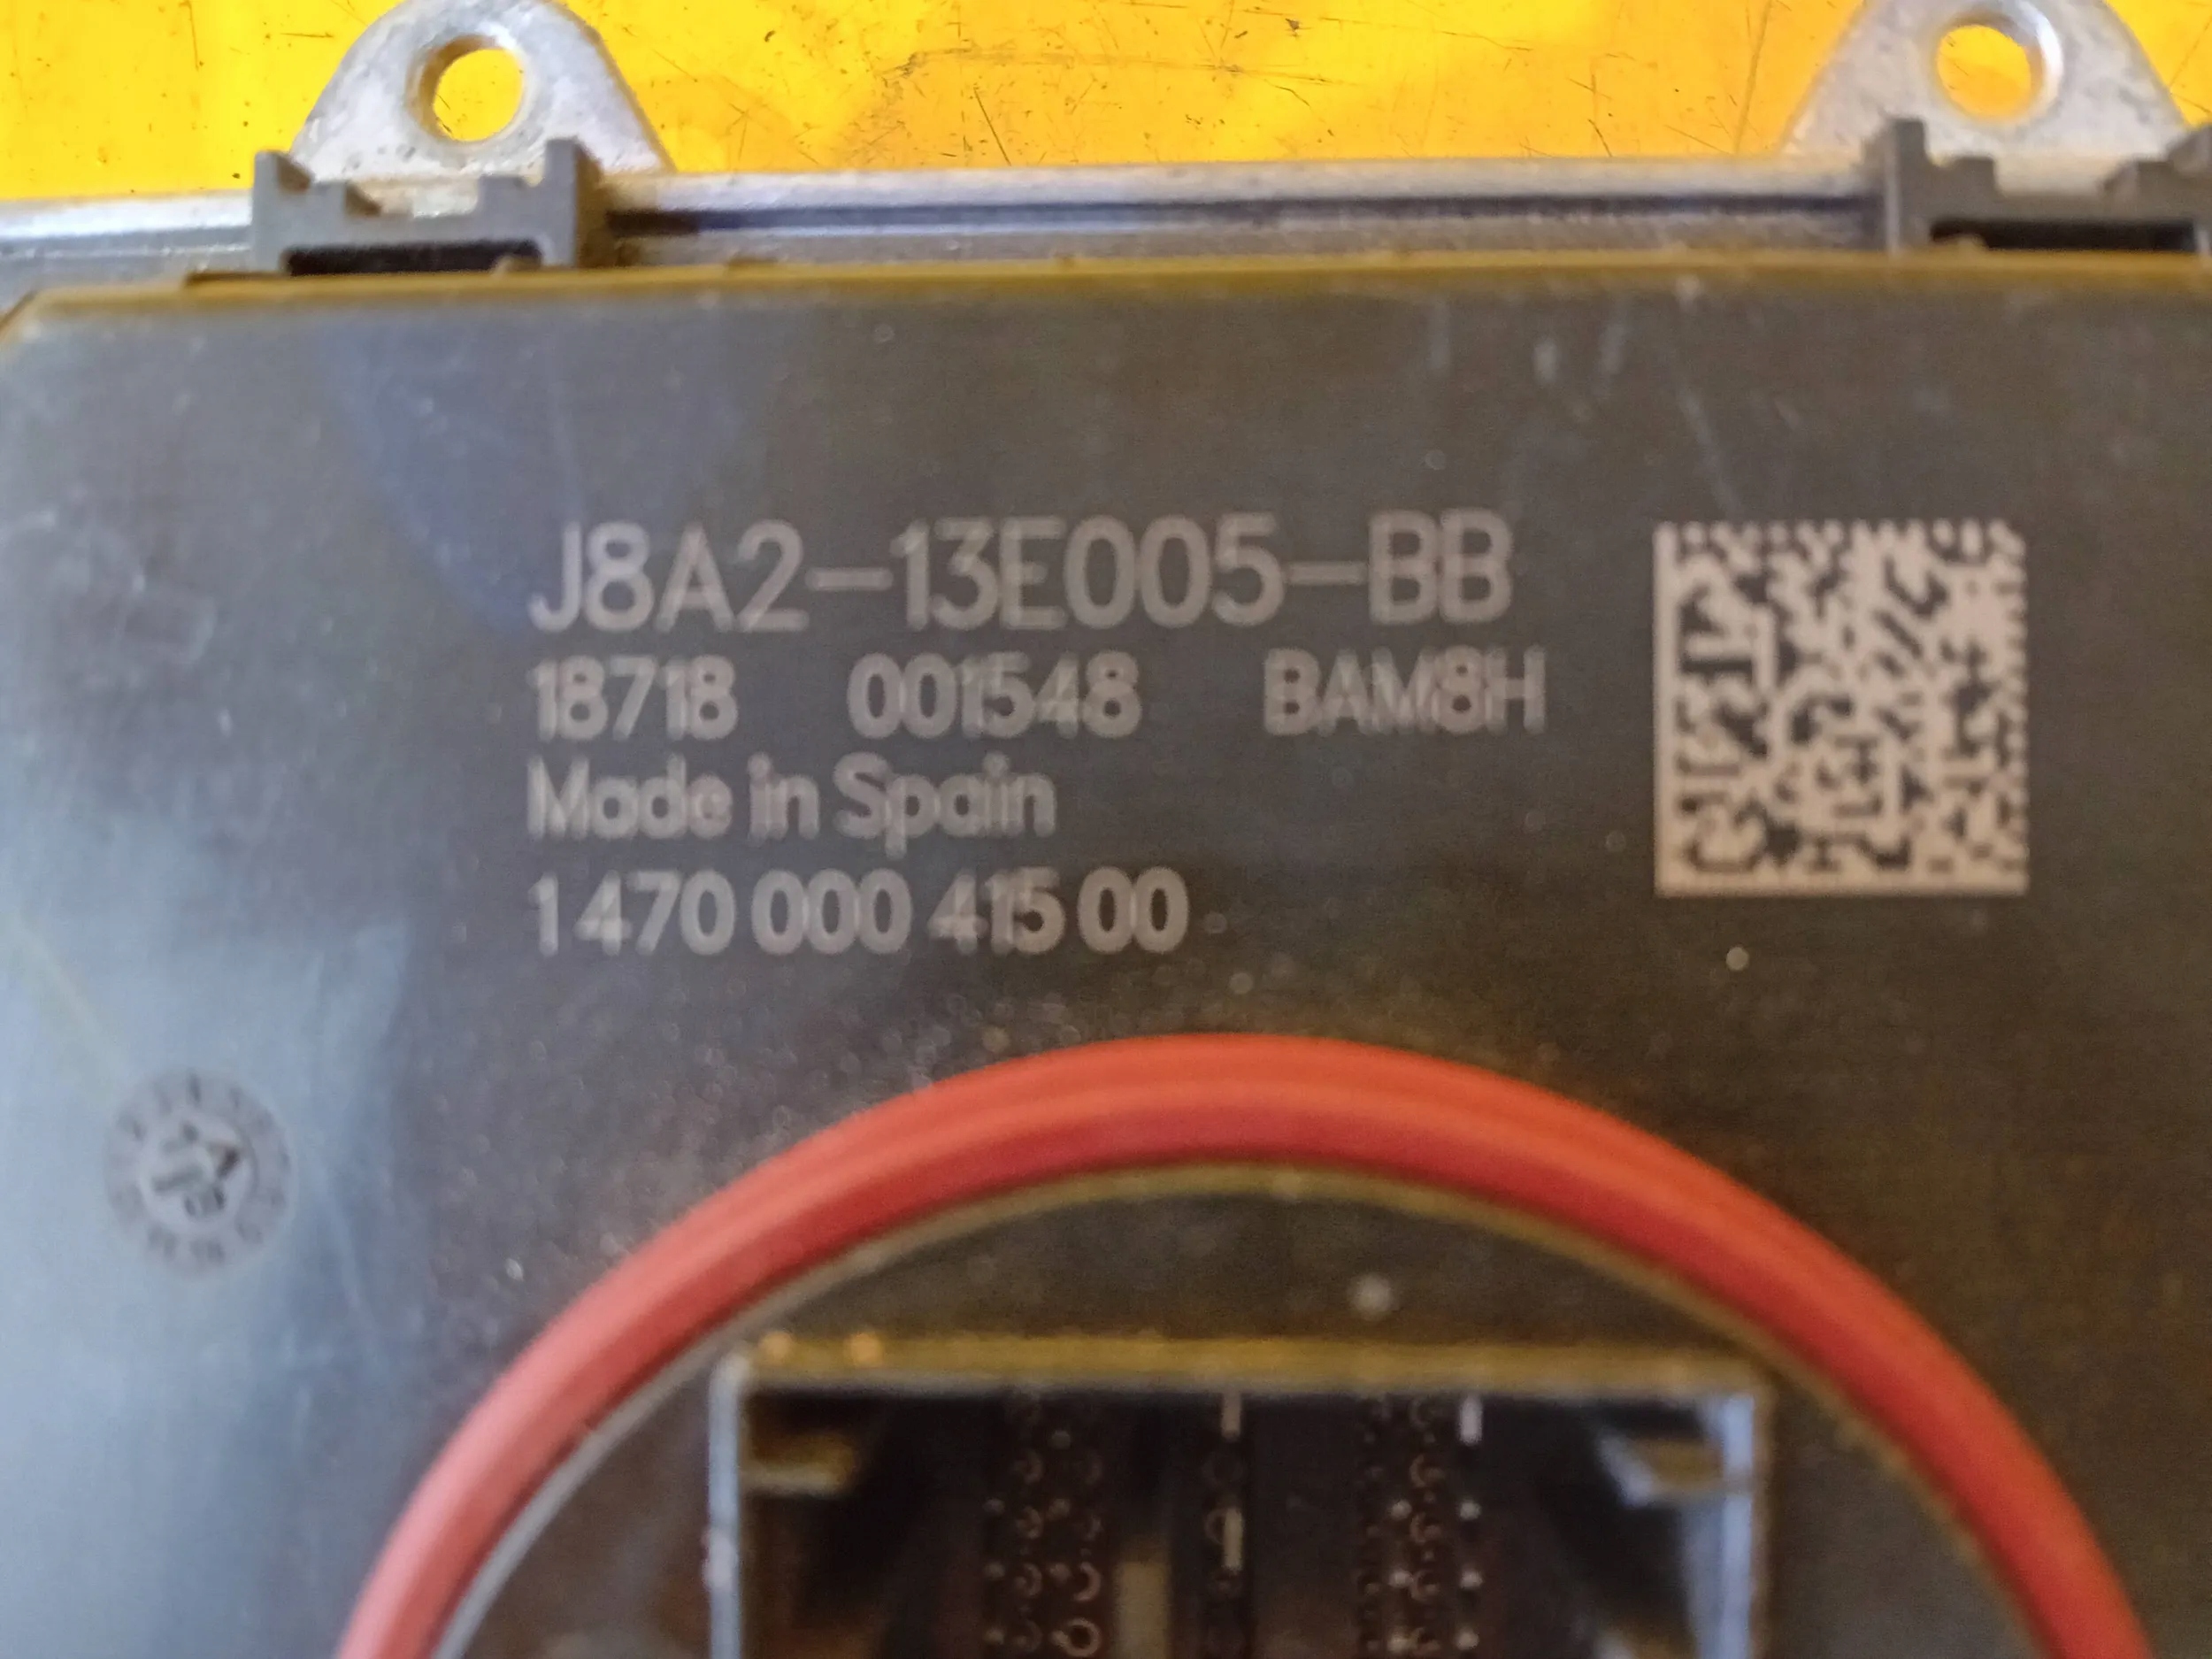 J8A2-13E005-BB
18718 001548 BAM8H
Made in Spain
1 470 000 415 00